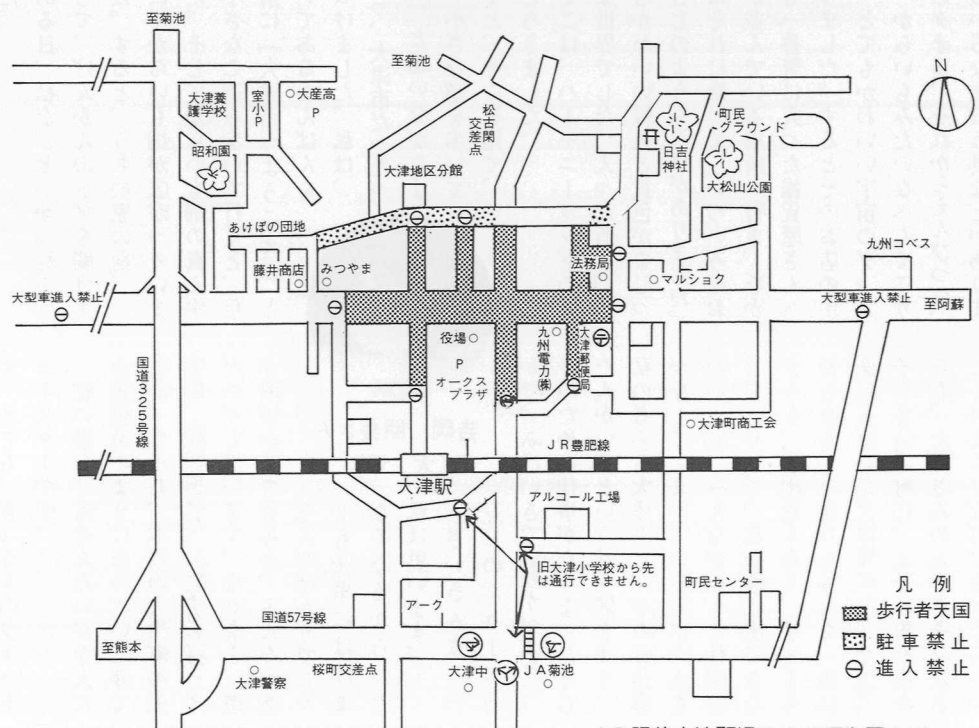 至菊池
至菊池
N
大津養
護学校
室小P
大産高
P
昭和園
松古閑
交差点
町民
グラウンド
日吉
神社
大松山公園
大津地区分館
あけぼの団地
藤井商店
みつやま
法務局
マルショク
九州コベス
大型車進入禁止
大型車進入禁止
至阿蘇
役場
P
オークス
プラザ
九州電力㈱
大津郵便局
国道325号線
大津町商工会
JR豊肥線
大津駅
アルコール工場
旧大津小学校から先
は通行できません。
町民センター
アーク
国道57号線
至熊本
大津警察
桜町交差点
大津中
JA菊池
凡例
歩行者天国
駐車禁止
進入禁止